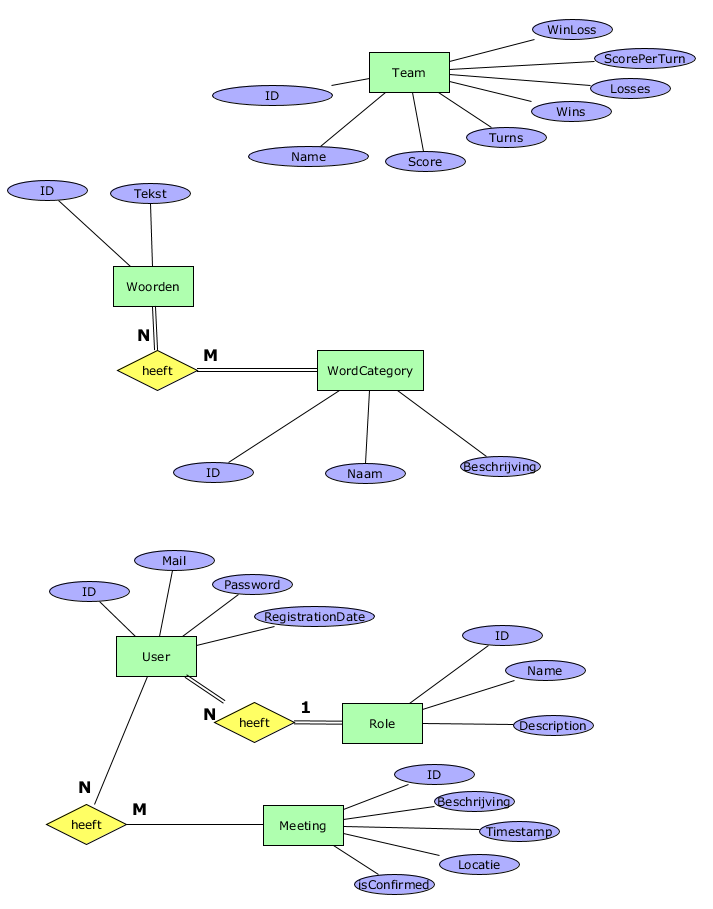 WinLoss
ScorePerTurn
Team
Losses
ID
Wins
Turns
Name
Score
ID
Tekst
Woorden
N
M
heeft
WordCategory
ID
Naam
Beschrijving
Mail
ID
Password
RegistrationDate
User
ID
Name
N
heeft
1
Role
Description
ID
N
Beschrijving
M
heeft
Meeting
Timestamp
Locatie
isConfirmed